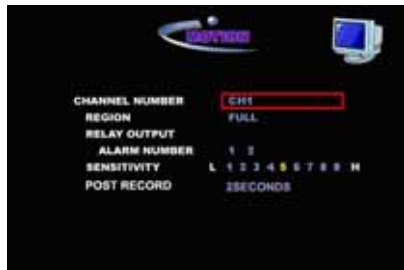 MOTION
CHANNEL NUMBER CH1
REGION FULL
RELAY OUTPUT
ALARM NUMBER 1 2
SENSITIVITY L 1 2 3 4 5 6 7 8 9 H
POST RECORD 2SECONDS